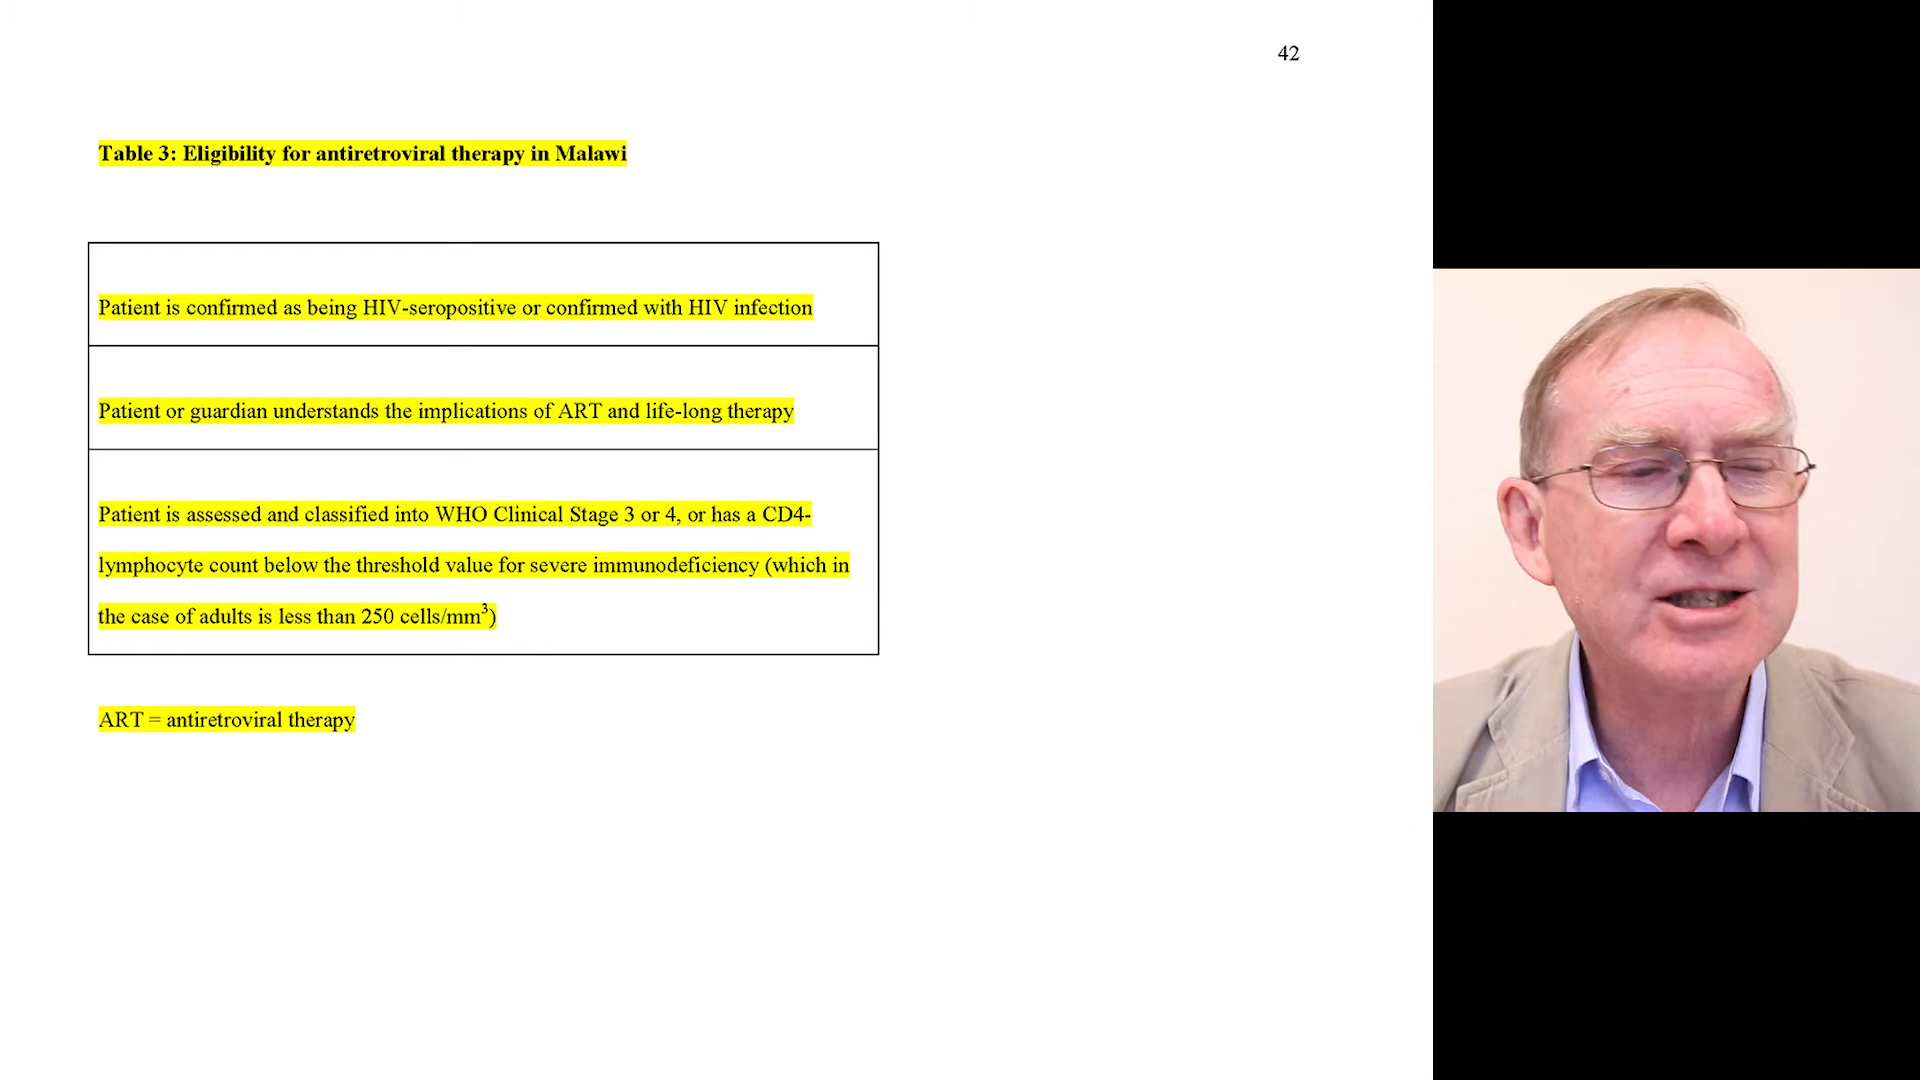 42
Table 3: Eligibility for antiretroviral therapy in Malawi
Patient is confirmed as being HIV-seropositive or confirmed with HIV infection
Patient or guardian understands the implications of ART and life-long therapy
Patient is assessed and classified into WHO Clinical Stage 3 or 4, or has a CD4-
lymphocyte count below the threshold value for severe immunodeficiency (which in
the case of adults is less than 250 cells/mm³)
ART = antiretroviral therapy